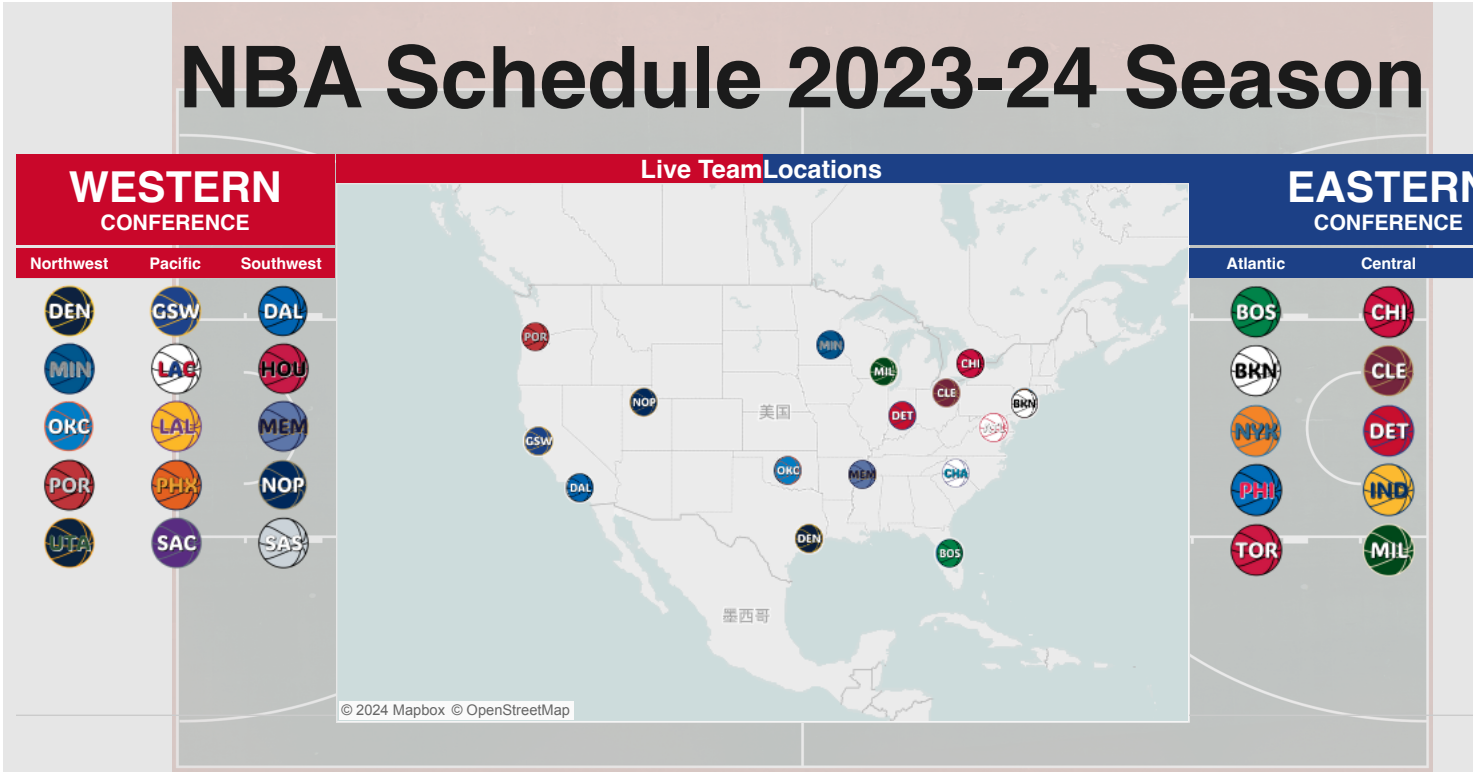 NBA Schedule 2023-24 Season
WESTERN
CONFERENCE
Northwest Pacific Southwest
DEN GSW DAL
MIN LAC HOU
OKC LAL MEM
POR PHX NOP
UTA SAC SAS
Live Team Locations
POR
MIN
MIL
CHI
CLE
NOP
BKN
美国
DET
GSW
OKC
MEM
CHA
DAL
DEN
BOS
墨西哥
© 2024 Mapbox © OpenStreetMap
EASTERN
CONFERENCE
Atlantic Central
BOS CHI
BKN CLE
NYK DET
PHI IND
TOR MIL